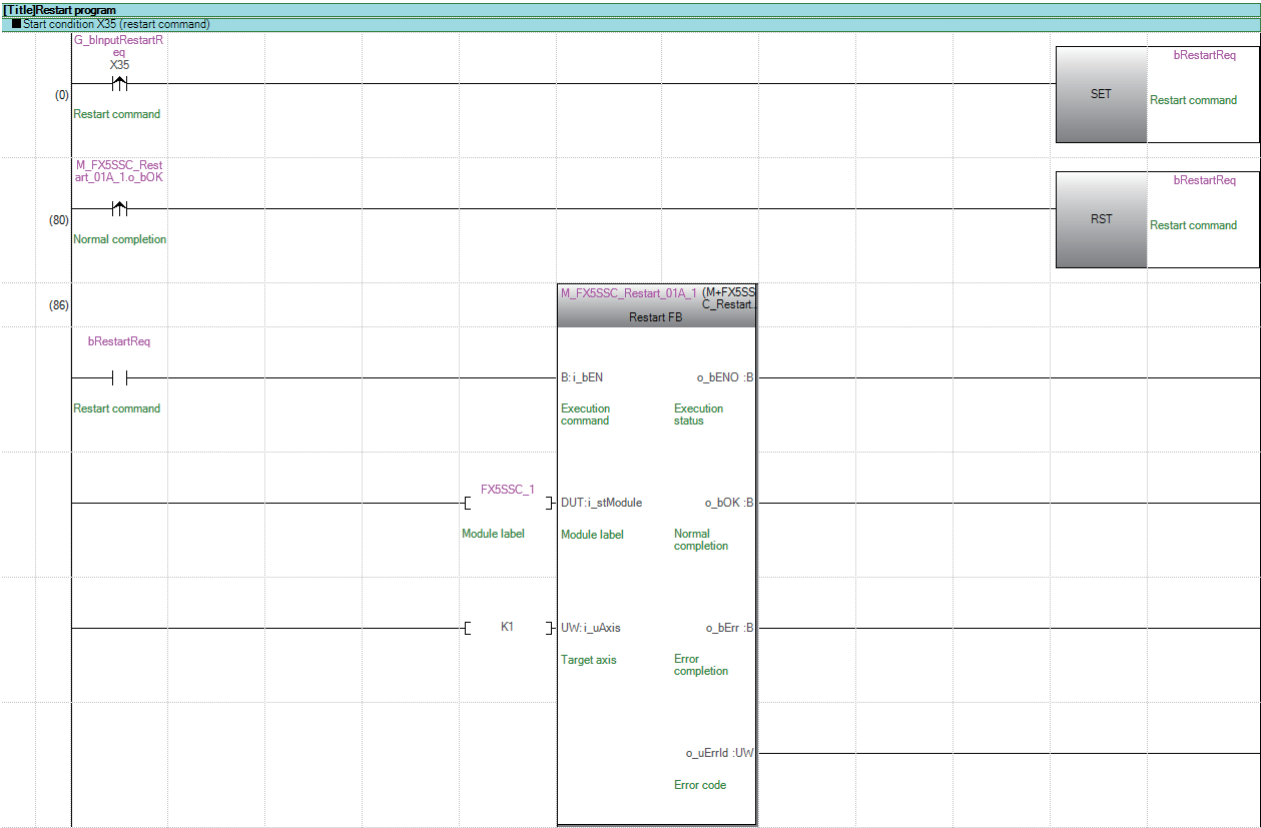 [Title]Restart program
■Start condition X35 (restart command)
G_bInputRestartR
eq
X35
bRestartReq
(0)
SET
Restart command
Restart command
M_FX5SSC_Rest
art_01A_1.o_bOK
bRestartReq
(80)
RST
Normal completion
Restart command
(86)
M_FX5SSC_Restart_01A_1 (M+FX5SS
C_Restart..
Restart FB
bRestartReq
B:i_bEN o_bENO :B
Restart command
Execution
command
Execution
status
FX5SSC_1
DUT:i_stModule o_bOK :B
Module label
Module label
Normal
completion
K1
UW:i_uAxis o_bErr :B
Target axis
Error
completion
o_uErrId :UW
Error code